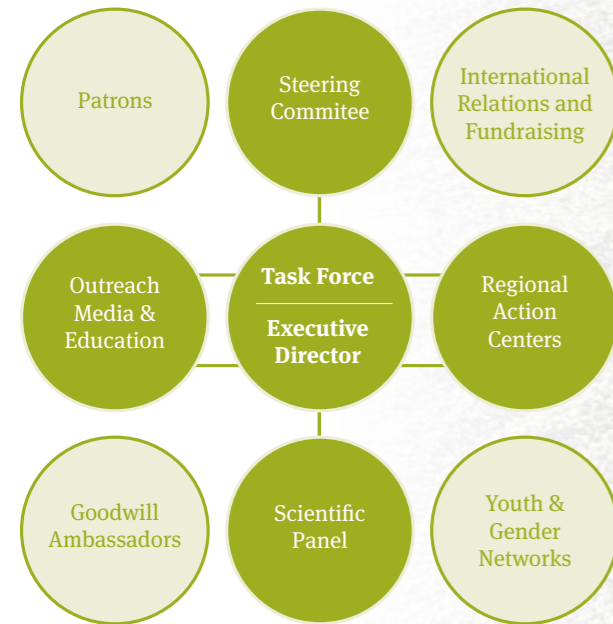 Patrons
Steering
Commitee
International
Relations and
Fundraising
Outreach
Media &
Education
Task Force
Executive
Director
Regional
Action
Centers
Goodwill
Ambassadors
Scientific
Panel
Youth &
Gender
Networks